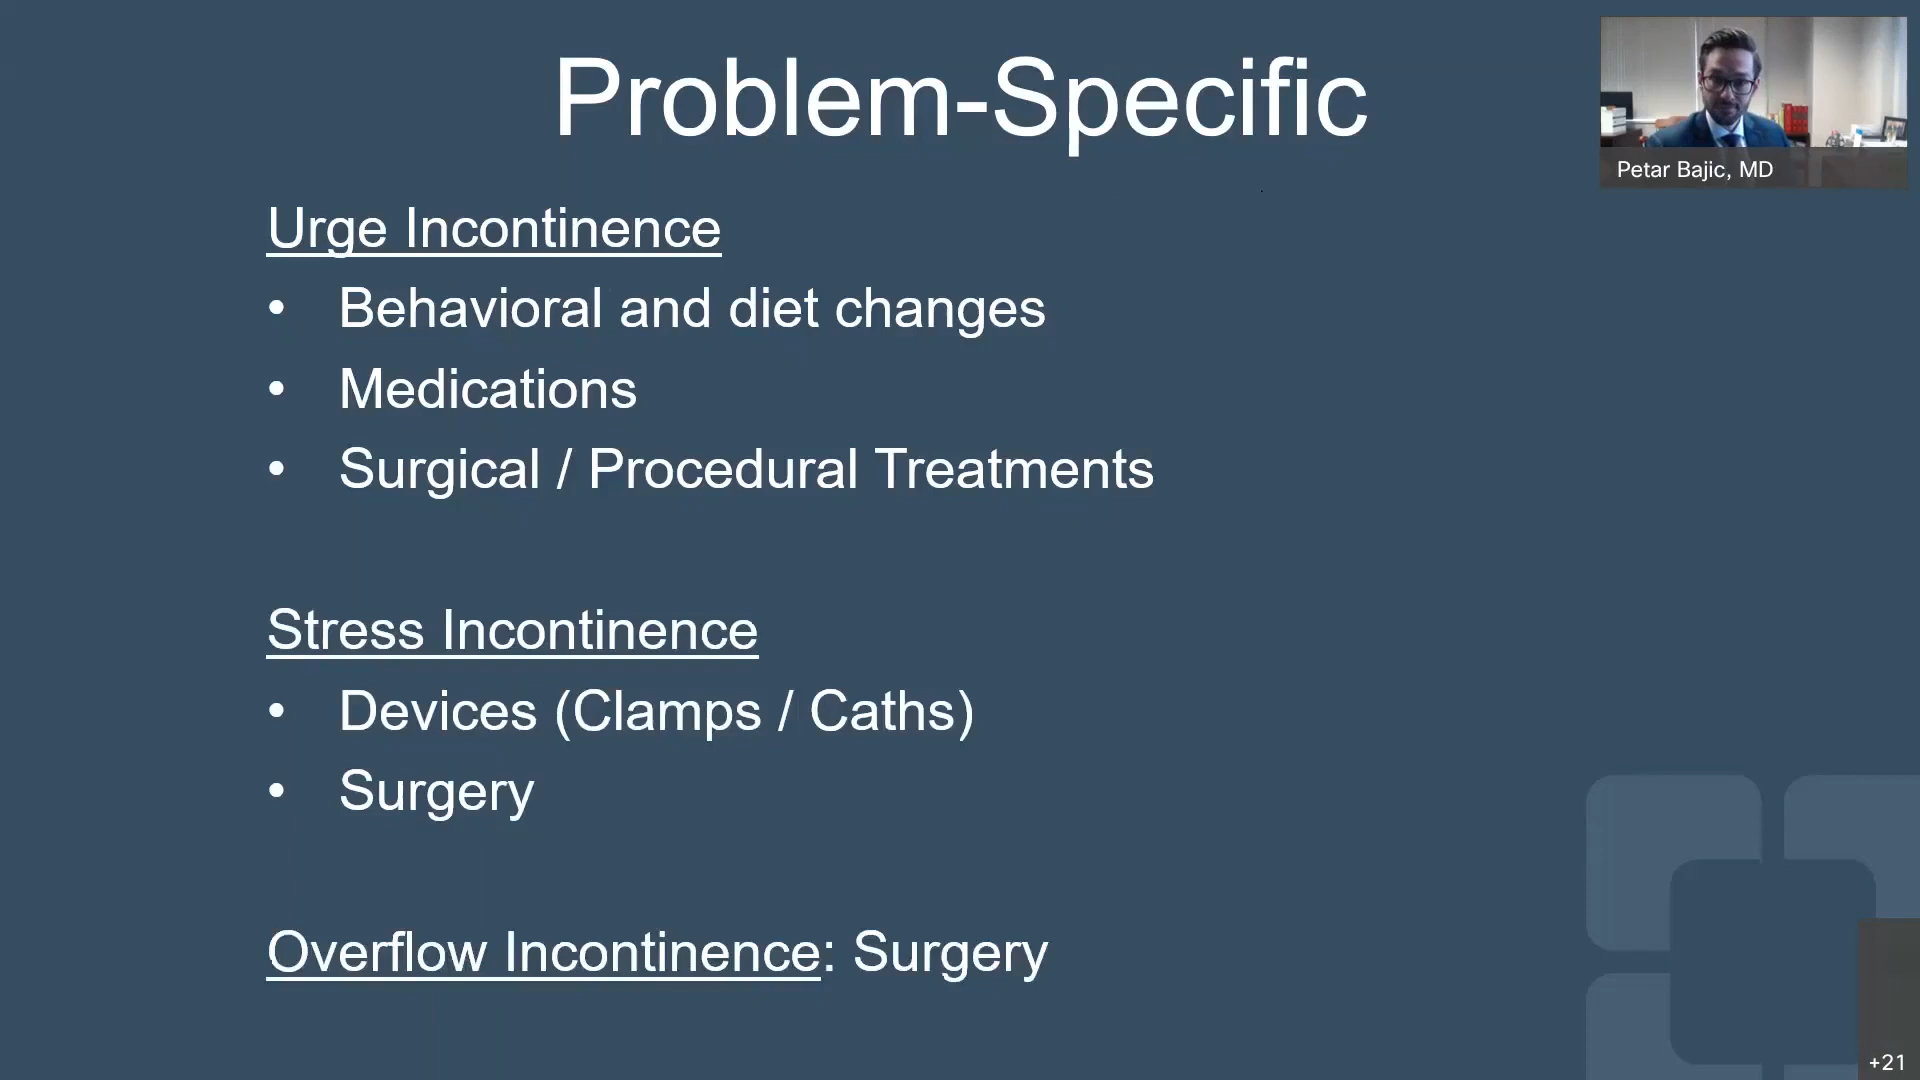 Problem-Specific
Petar Bajic, MD
Urge Incontinence
• Behavioral and diet changes
• Medications
• Surgical / Procedural Treatments
Stress Incontinence
• Devices (Clamps / Caths)
• Surgery
Overflow Incontinence: Surgery
+21